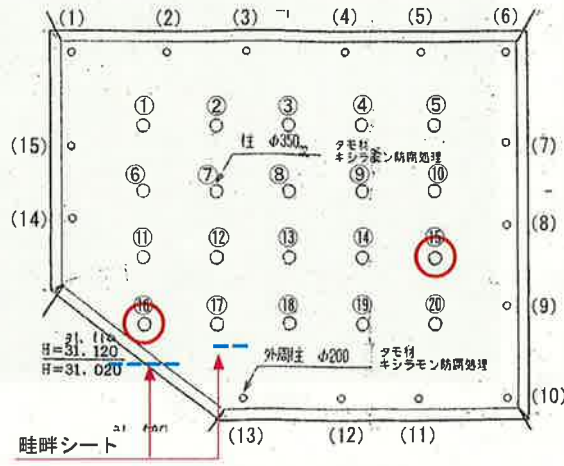 (1) (2) (3) (4) (5) (6)
① ② ③ ④ ⑤
柱 φ350 タモ材
キシラモン防腐処理
(15) (7)
⑥ ⑦ ⑧ ⑨ ⑩
(14) (8)
⑪ ⑫ ⑬ ⑭ ⑮
(9)
⑯ ⑰ ⑱ ⑲ ⑳
H=31.120
H=31.020
外周柱 φ200 タモ材
キシラモン防腐処理
(10)
畦畔シート
(13) (12) (11)